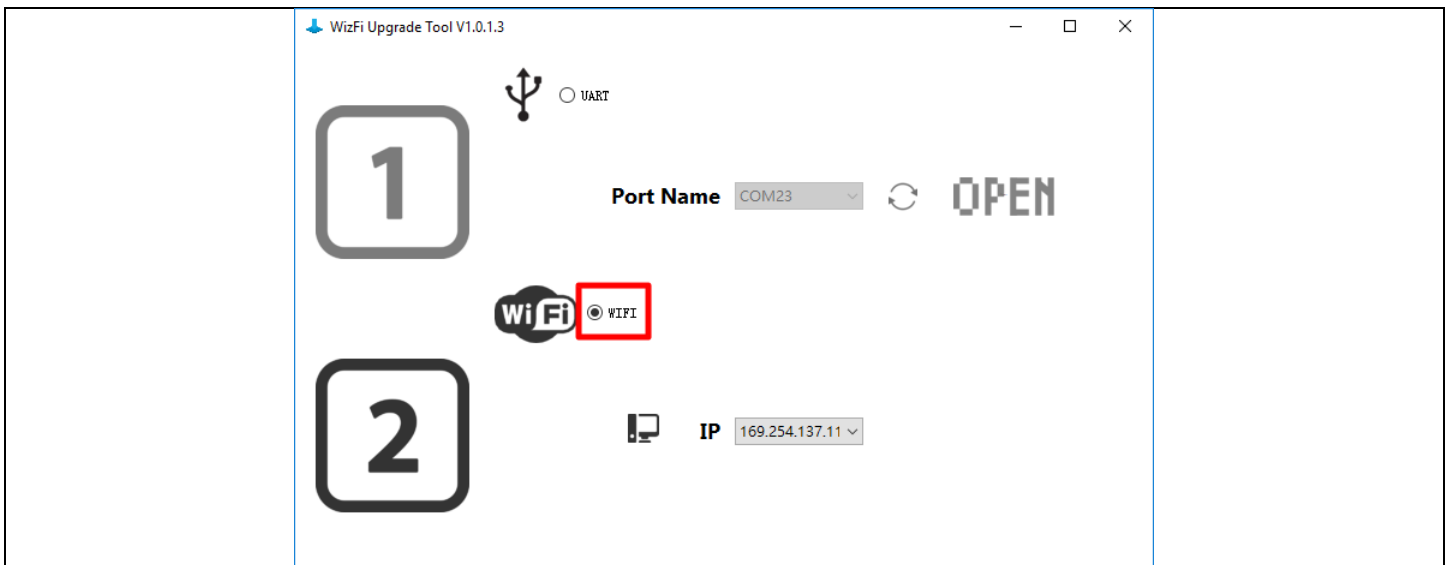 WizFi Upgrade Tool V1.0.1.3
UART
1
Port Name COM23 OPEN
WiFi WIFI
2
IP 169.254.137.11